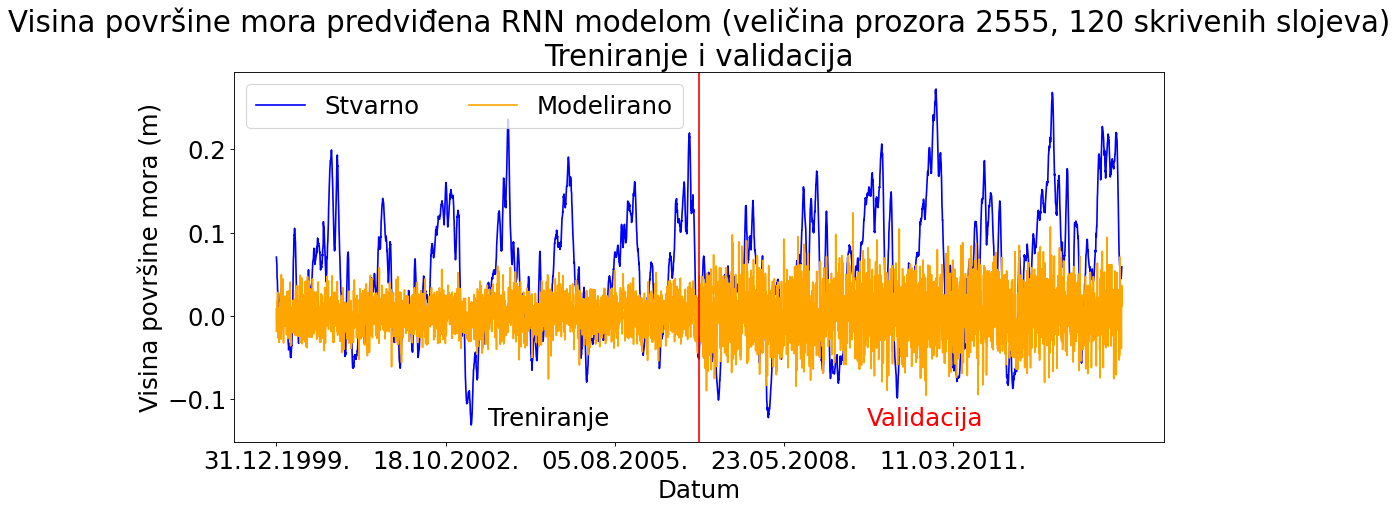 Visina površine mora predviđena RNN modelom (veličina prozora 2555, 120 skrivenih slojeva)
Treniranje i validacija
Stvarno Modelirano
Visina površine mora (m)
0.2
0.1
0.0
−0.1
Treniranje Validacija
31.12.1999. 18.10.2002. 05.08.2005. 23.05.2008. 11.03.2011.
Datum